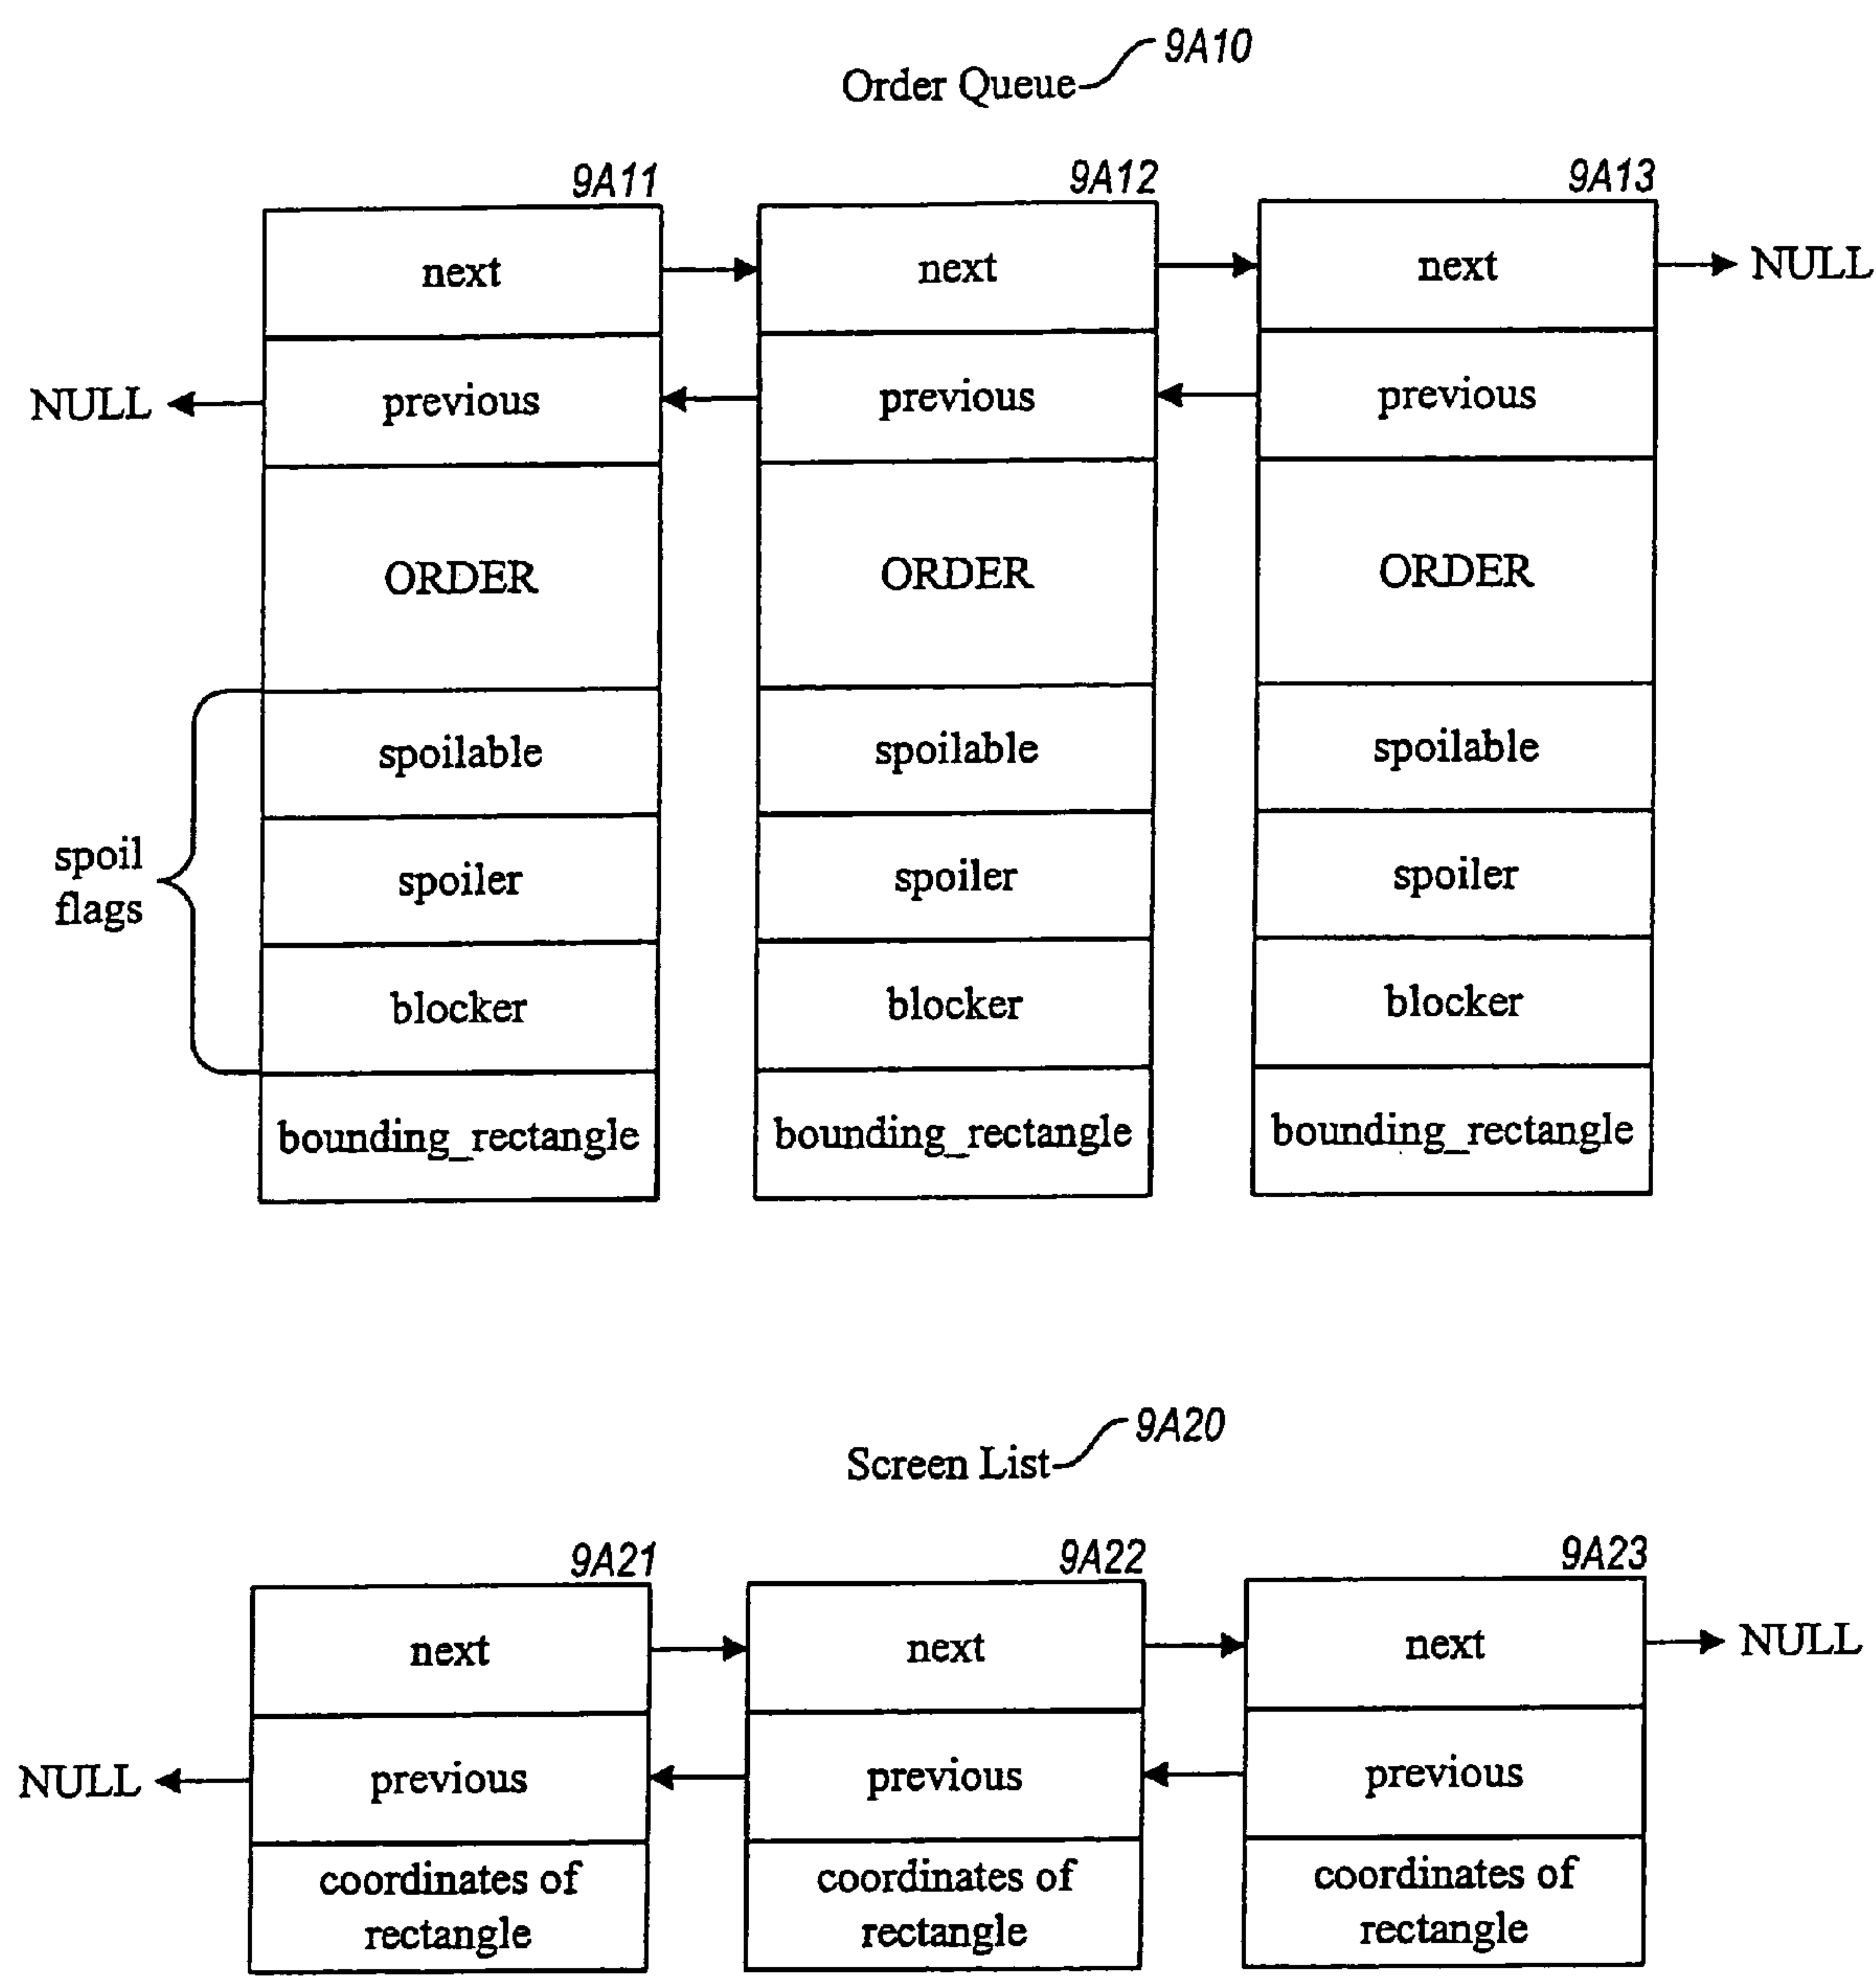 Order Queue 9A10
9A11 9A12 9A13
next next next NULL
NULL previous previous previous
ORDER ORDER ORDER
spoilable spoilable spoilable
spoil
flags
spoiler spoiler spoiler
blocker blocker blocker
bounding_rectangle bounding_rectangle bounding_rectangle
Screen List 9A20
9A21 9A22 9A23
next next next NULL
NULL previous previous previous
coordinates of coordinates of coordinates of
rectangle rectangle rectangle